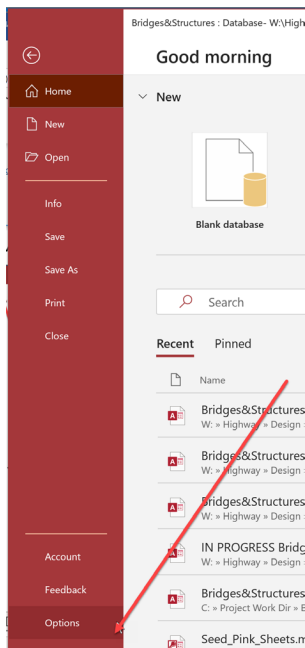 Bridges&Structures : Database- W:\High
Good morning
Home
New
New
Open
Info
Blank database
Save
Save As
Print
Search
Close
Recent Pinned
Name
Bridges&Structures
W: » Highway » Design »
Bridges&Structures
W: » Highway » Design »
Bridges&Structures
W: » Highway » Design »
IN PROGRESS Bridg
W: » Highway » Design »
Account
Feedback
Bridges&Structures
C: » Project Work Dir » B
Options
Seed_Pink_Sheets.m